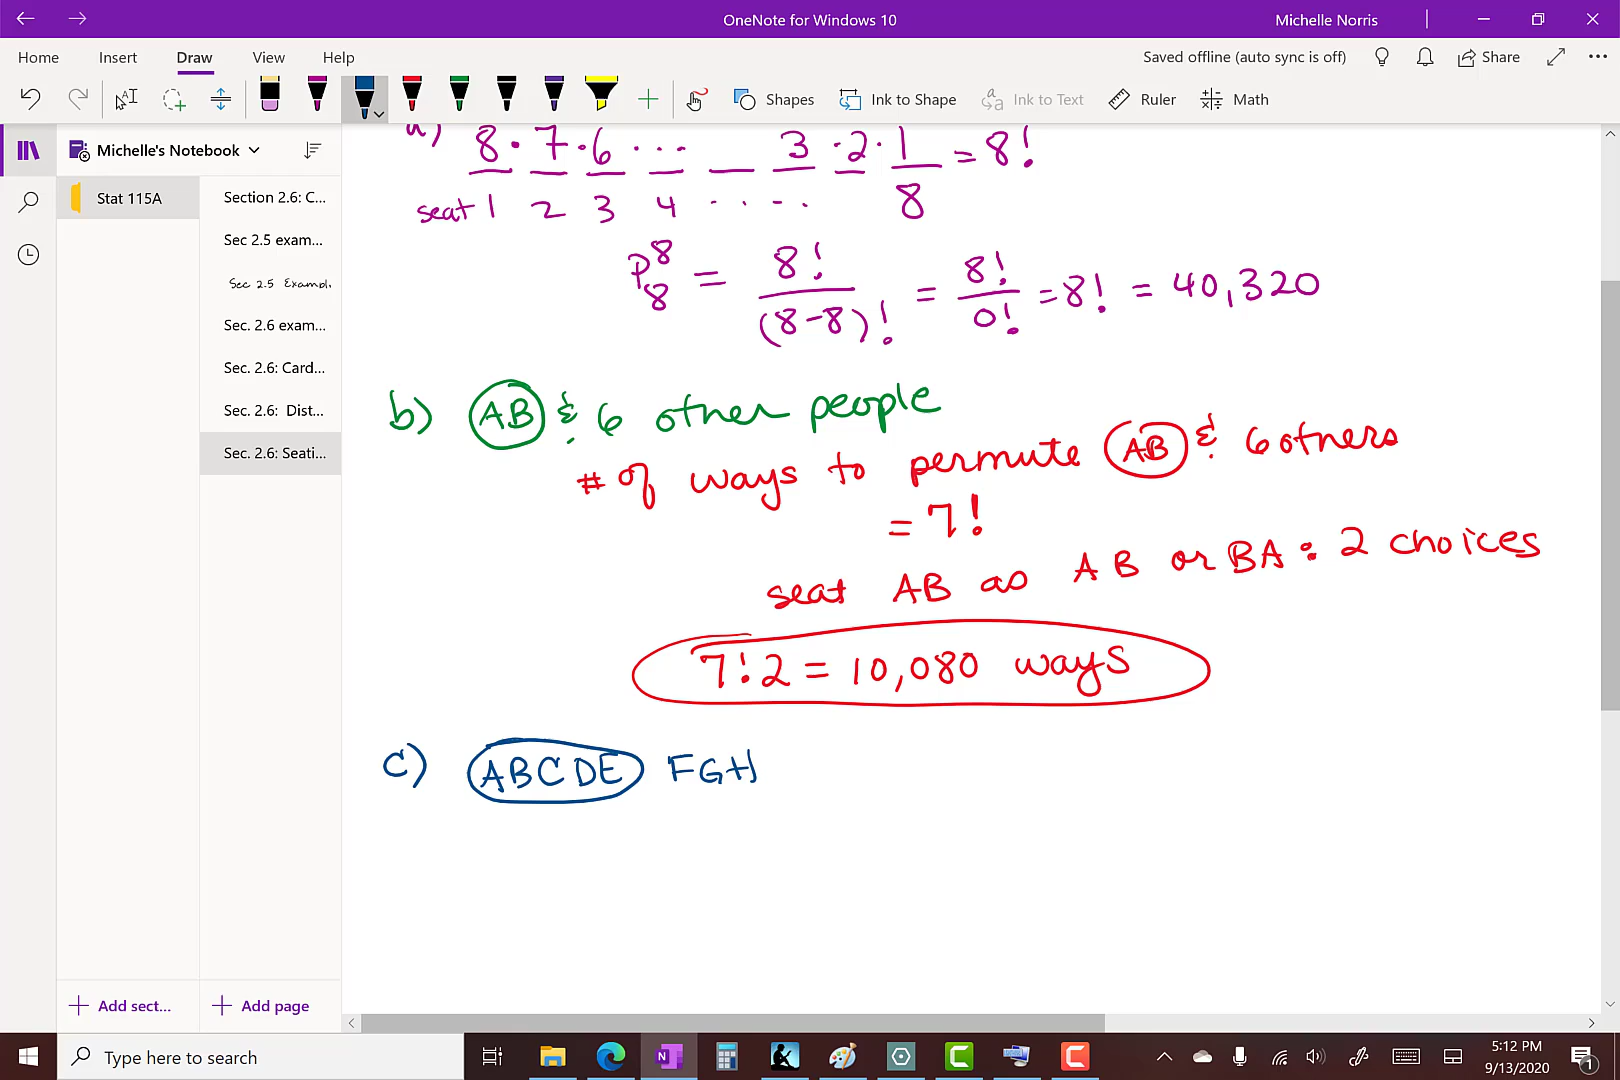 OneNote for Windows 10
Michelle Norris
Home Insert Draw View Help
Saved offline (auto sync is off) Share
Shapes Ink to Shape Ink to Text Ruler Math
Michelle's Notebook
Stat 115A
Section 2.6: C...
Sec 2.5 exam...
Sec 2.5 Example
Sec. 2.6 exam...
Sec. 2.6: Card...
Sec. 2.6: Dist...
Sec. 2.6: Seati...
Add sect...
Add page
a) 8 · 7 · 6 · ... 3 · 2 · 1 = 8!
seat 1 2 3 4 ..... 8
P 8 8 = 8! / (8-8)! = 8! / 0! = 8! = 40,320
b) AB & 6 other people
# of ways to permute AB & 6 others
= 7!
seat AB as AB or BA: 2 choices
7! 2 = 10,080 ways
c) ABCDE FGH
Type here to search
5:12 PM
9/13/2020
1